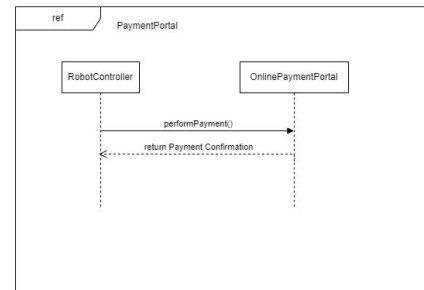 ref
PaymentPortal
RobotController
OnlinePaymentPortal
performPayment()
return Payment Confirmation